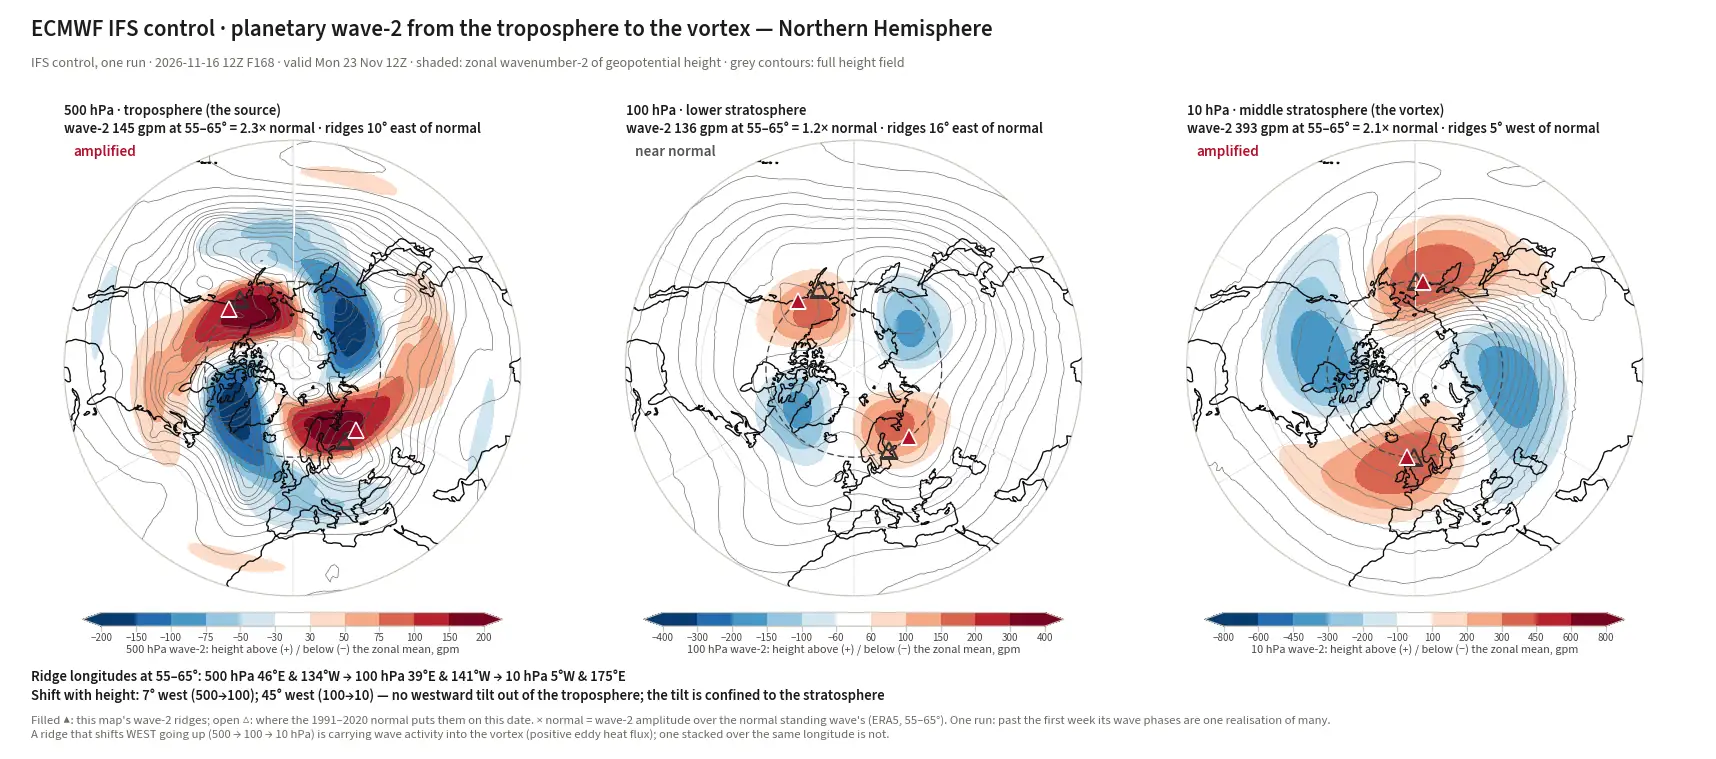 ECMWF IFS control · planetary wave-2 from the troposphere to the vortex — Northern Hemisphere
IFS control, one run · 2026-11-16 12Z F168 · valid Mon 23 Nov 12Z · shaded: zonal wavenumber-2 of geopotential height · grey contours: full height field
500 hPa · troposphere (the source)
wave-2 145 gpm at 55–65° = 2.3× normal · ridges 10° east of normal
amplified
100 hPa · lower stratosphere
wave-2 136 gpm at 55–65° = 1.2× normal · ridges 16° east of normal
near normal
10 hPa · middle stratosphere (the vortex)
wave-2 393 gpm at 55–65° = 2.1× normal · ridges 5° west of normal
amplified
−200 −150 −100 −75 −50 −30 30 50 75 100 150 200
500 hPa wave-2: height above (+) / below (−) the zonal mean, gpm
−400 −300 −200 −150 −100 −60 60 100 150 200 300 400
100 hPa wave-2: height above (+) / below (−) the zonal mean, gpm
−800 −600 −450 −300 −200 −100 100 200 300 450 600 800
10 hPa wave-2: height above (+) / below (−) the zonal mean, gpm
Ridge longitudes at 55–65°: 500 hPa 46°E & 134°W → 100 hPa 39°E & 141°W → 10 hPa 5°W & 175°E
Shift with height: 7° west (500→100); 45° west (100→10) — no westward tilt out of the troposphere; the tilt is confined to the stratosphere
Filled ▲: this map's wave-2 ridges; open △: where the 1991–2020 normal puts them on this date. × normal = wave-2 amplitude over the normal standing wave's (ERA5, 55–65°). One run: past the first week its wave phases are one realisation of many.
A ridge that shifts WEST going up (500 → 100 → 10 hPa) is carrying wave activity into the vortex (positive eddy heat flux); one stacked over the same longitude is not.